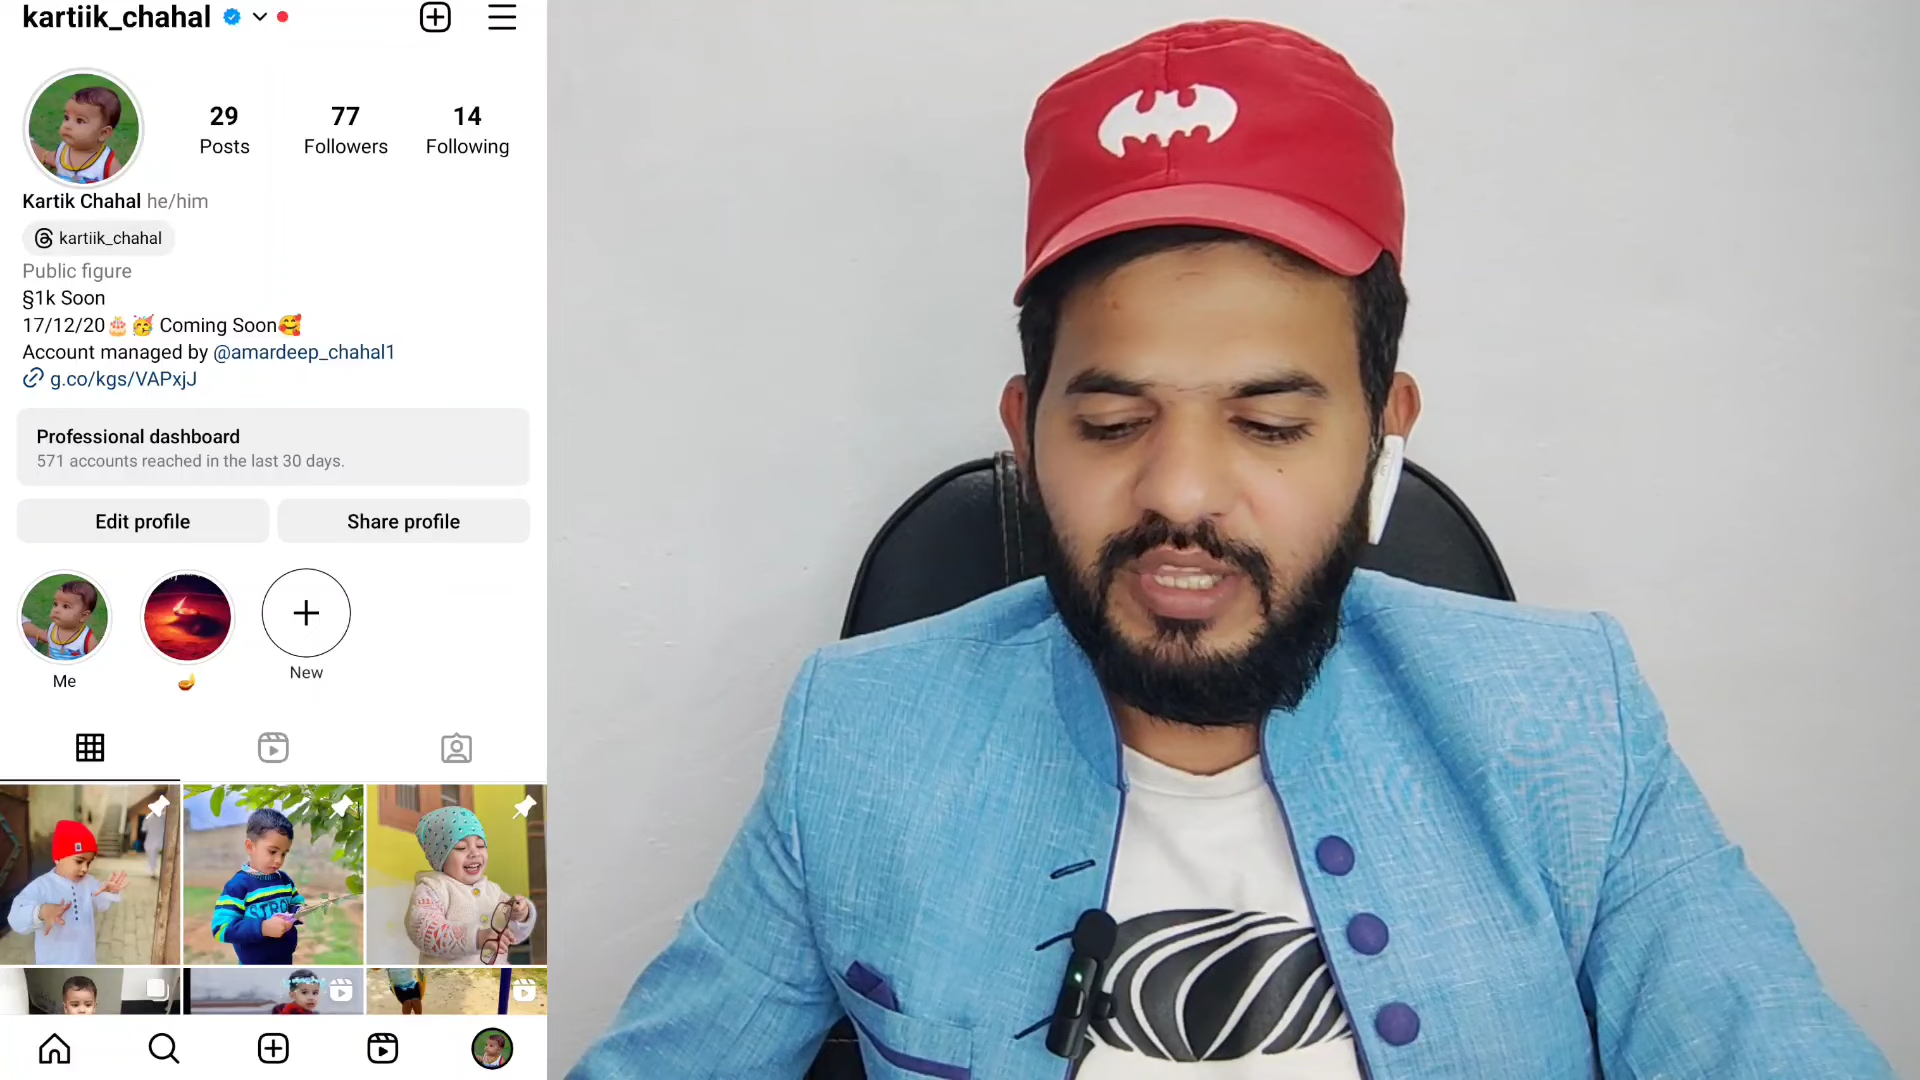 kartiik_chahal
29 77 14
Posts Followers Following
Kartik Chahal he/him
kartiik_chahal
Public figure
§1k Soon
17/12/20🎂🥳 Coming Soon🥰
Account managed by @amardeep_chahal1
g.co/kgs/VAPxjJ
Professional dashboard
571 accounts reached in the last 30 days.
Edit profile Share profile
New
Me 🪔
STRO